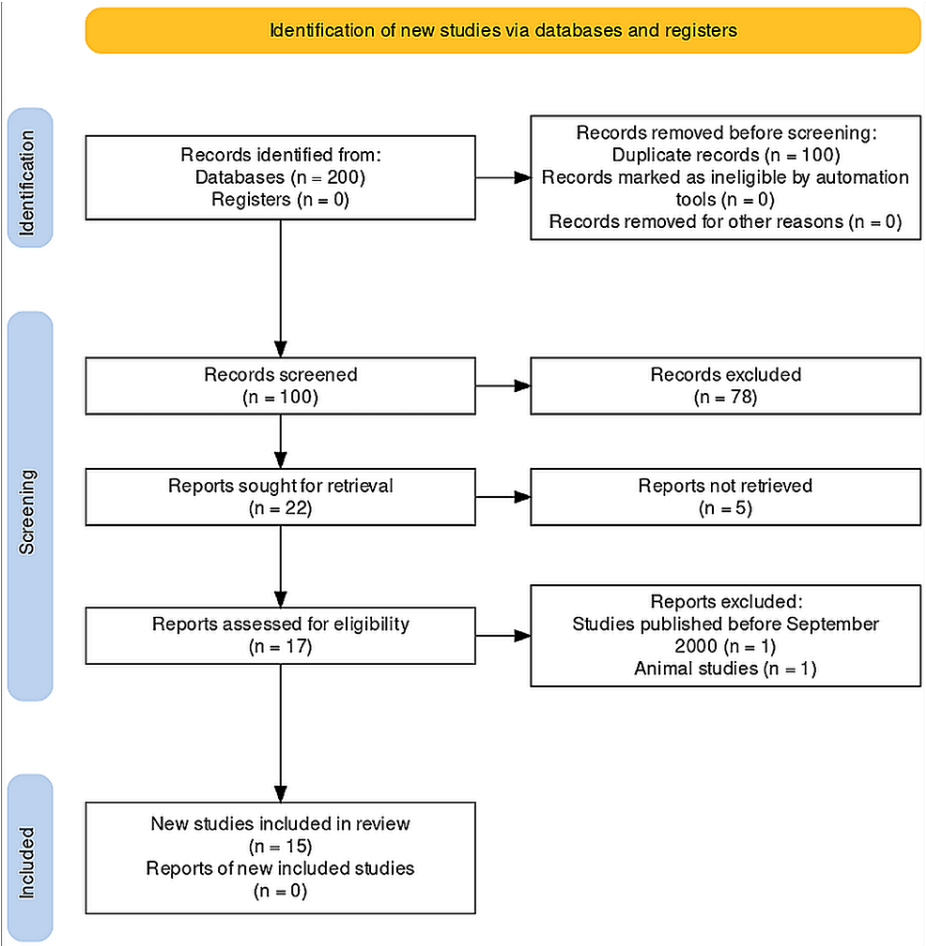 Identification of new studies via databases and registers
Identification
Records identified from:
Databases (n = 200)
Registers (n = 0)
Records removed before screening:
Duplicate records (n = 100)
Records marked as ineligible by automation
tools (n = 0)
Records removed for other reasons (n = 0)
Screening
Records screened
(n = 100)
Records excluded
(n = 78)
Reports sought for retrieval
(n = 22)
Reports not retrieved
(n = 5)
Reports assessed for eligibility
(n = 17)
Reports excluded:
Studies published before September
2000 (n = 1)
Animal studies (n = 1)
Included
New studies included in review
(n = 15)
Reports of new included studies
(n = 0)